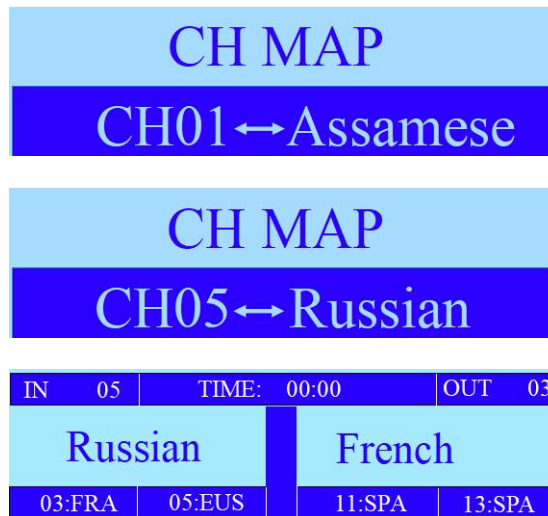 CH MAP
CH01↔Assamese
CH MAP
CH05↔Russian
IN 05 TIME: 00:00 OUT 03
Russian French
03:FRA 05:EUS 11:SPA 13:SPA